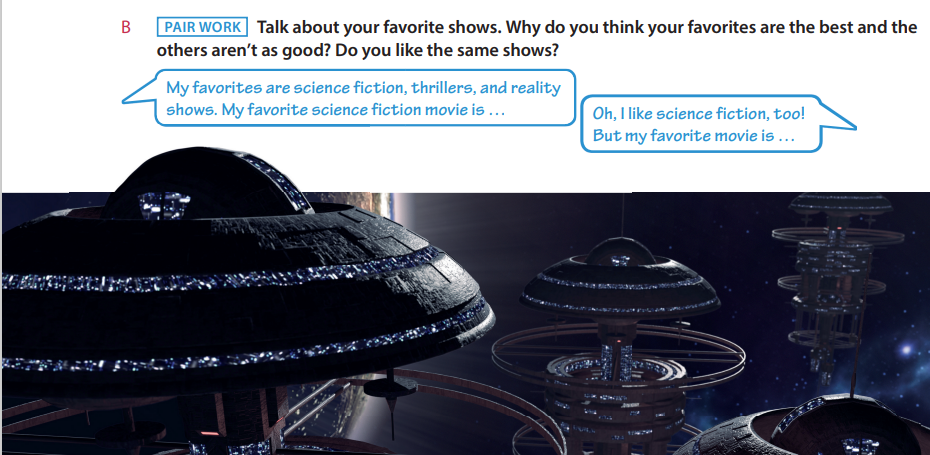 B PAIR WORK Talk about your favorite shows. Why do you think your favorites are the best and the
others aren't as good? Do you like the same shows?
My favorites are science fiction, thrillers, and reality
shows. My favorite science fiction movie is ...
Oh, I like science fiction, too!
But my favorite movie is ...